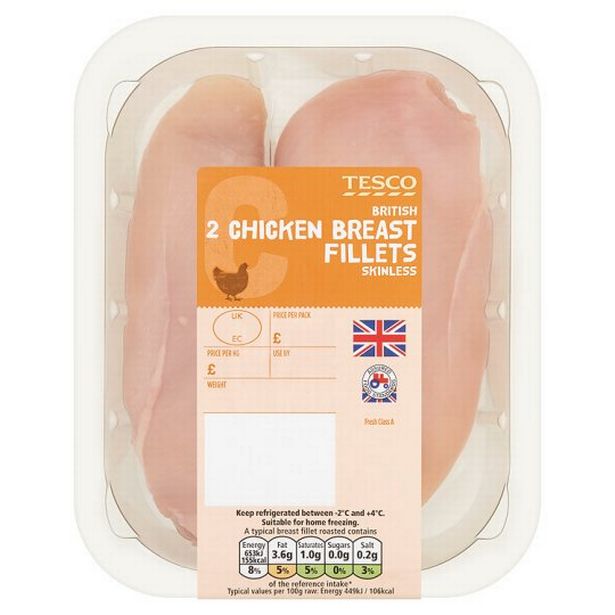 TESCO
BRITISH
2 CHICKEN BREAST
FILLETS
SKINLESS
C
UK
EC
PRICE PER PACK
£
PRICE PER KG
£
USE BY
WEIGHT
Fresh Class A
Keep refrigerated between -2°C and +4°C.
Suitable for home freezing.
A typical breast fillet roasted contains
Energy Fat Saturates Sugars Salt
653kJ
155kcal 3.6g 1.0g 0.0g 0.2g
8% 5% 5% 0% 3%
of the reference intake*
Typical values per 100g raw: Energy 449kJ / 106kcal